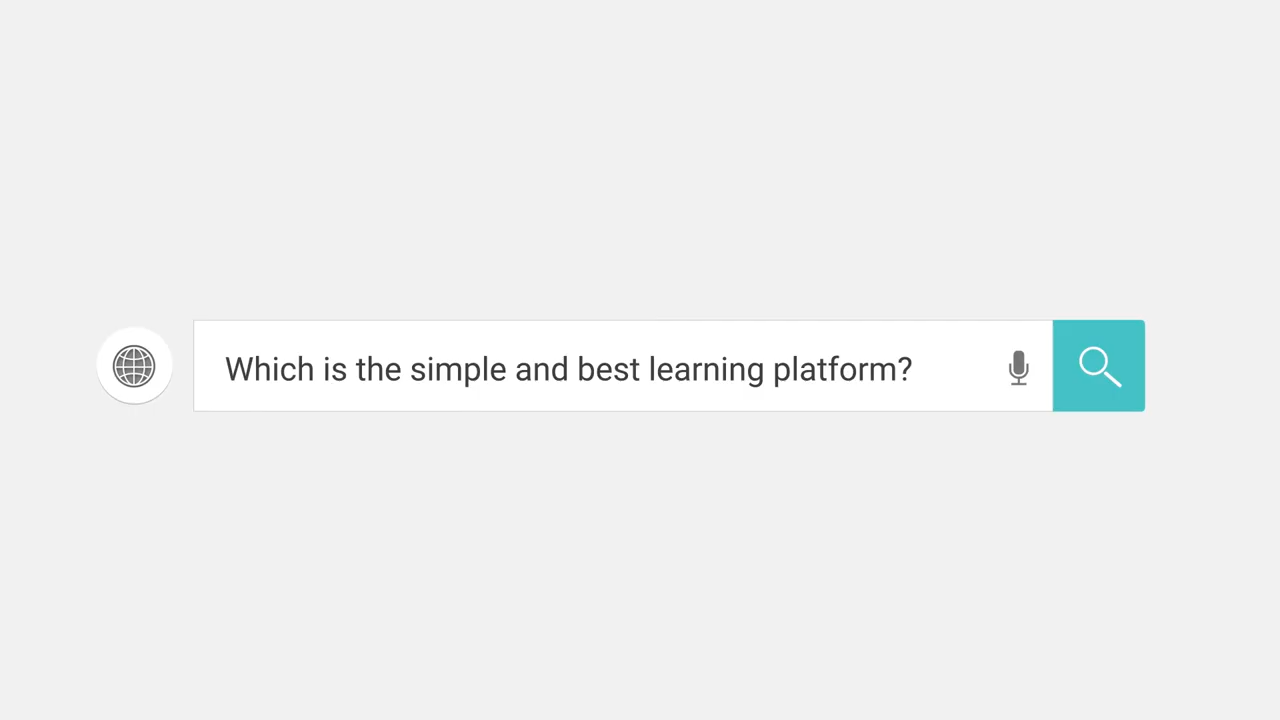 Which is the simple and best learning platform?